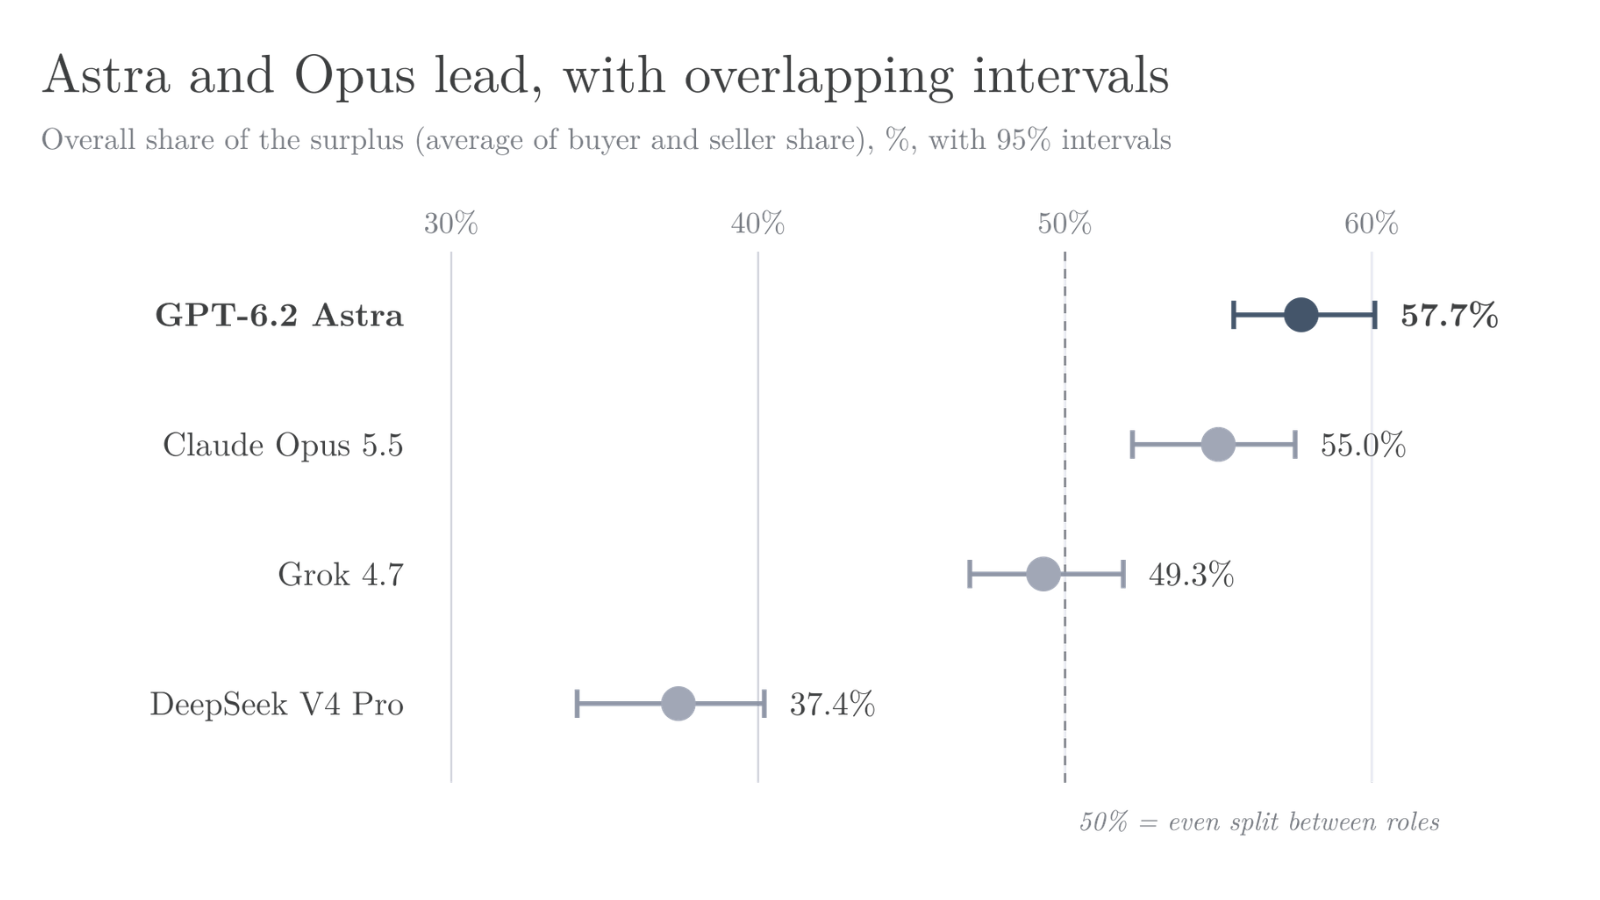 Astra and Opus lead, with overlapping intervals
Overall share of the surplus (average of buyer and seller share), %, with 95% intervals
30% 40% 50% 60%
GPT-6.2 Astra 57.7%
Claude Opus 5.5 55.0%
Grok 4.7 49.3%
DeepSeek V4 Pro 37.4%
50% = even split between roles